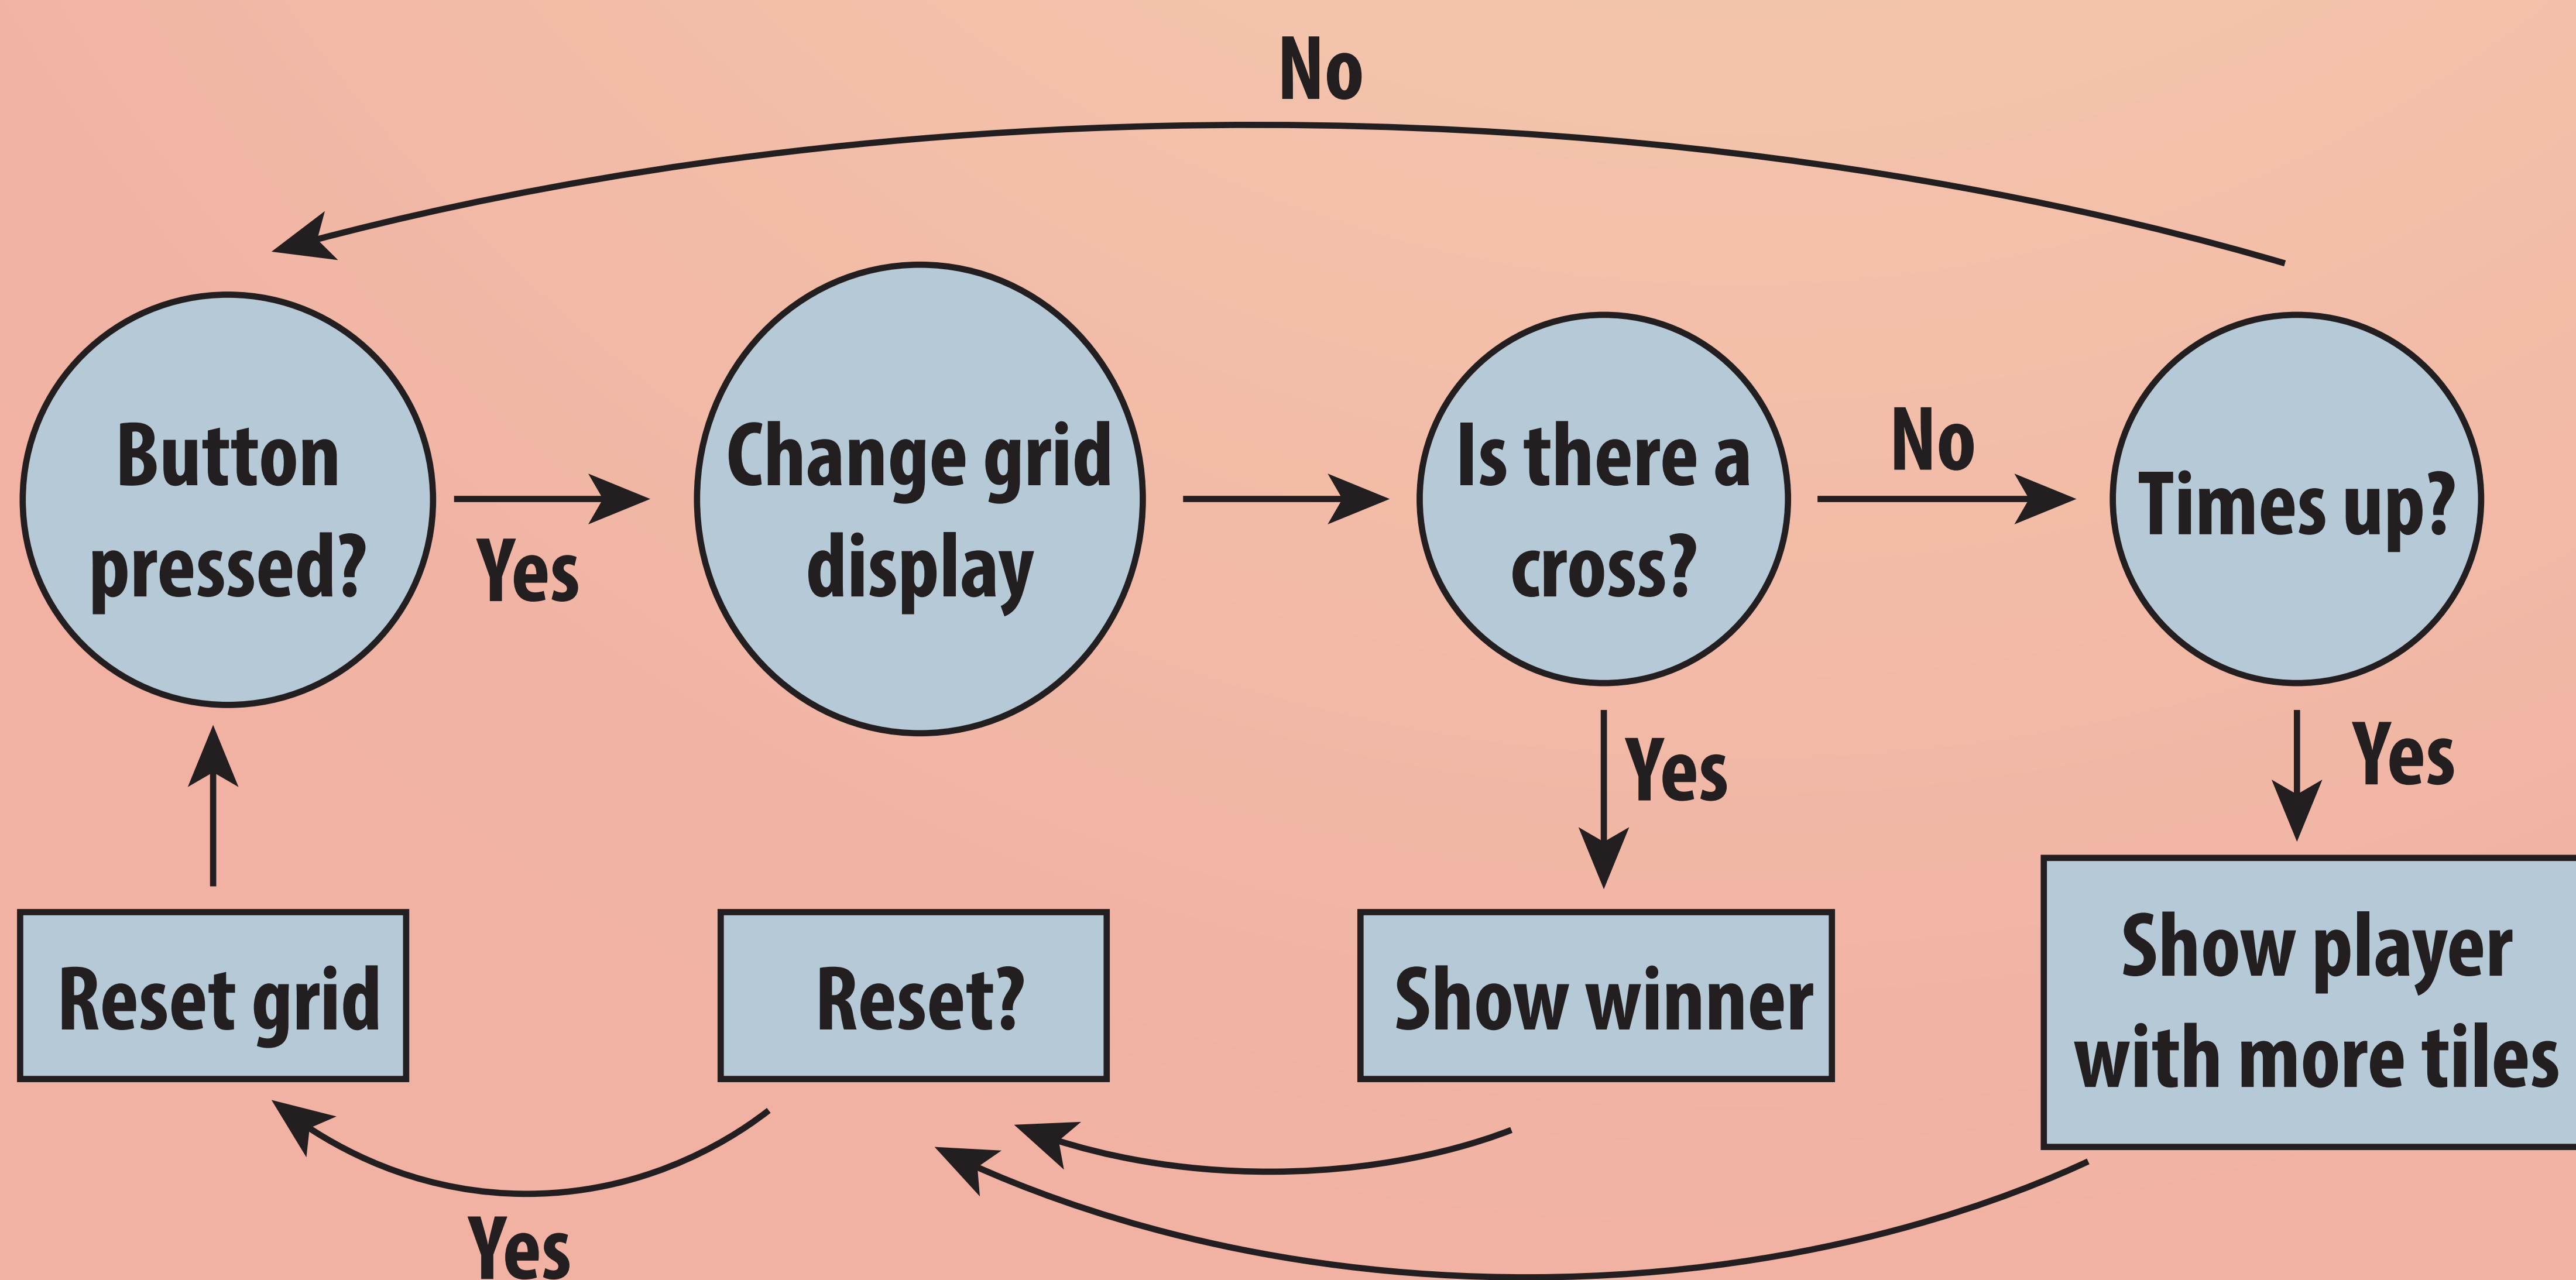 No
Button
pressed?
Yes
Change grid
display
Is there a
cross?
No
Times up?
Yes
Yes
Reset grid
Reset?
Show winner
Show player
with more tiles
Yes